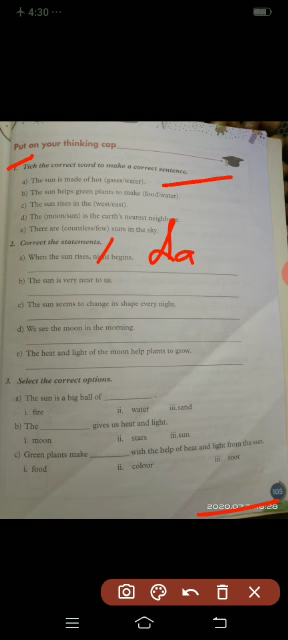 4:30 ...
Put on your thinking cap
1. Tick the correct word to make a correct sentence.
a) The sun is made of hot (gases/water).
b) The sun helps green plants to make (food/water)
c) The sun rises in the (west/east).
d) The (moon/sun) is the earth's nearest neighbour.
e) There are (countless/few) stars in the sky.
2. Correct the statements.
a) When the sun rises, night begins.
b) The sun is very near to us.
c) The sun seems to change its shape every night.
d) We see the moon in the morning.
e) The heat and light of the moon help plants to grow.
3. Select the correct options.
a) The sun is a big ball of ____________ .
i. fire ii. water iii. sand
b) The ____________ gives us heat and light.
i. moon ii. stars iii. sun
c) Green plants make __________ with the help of heat and light from the sun.
i. food ii. colour iii. soot
105